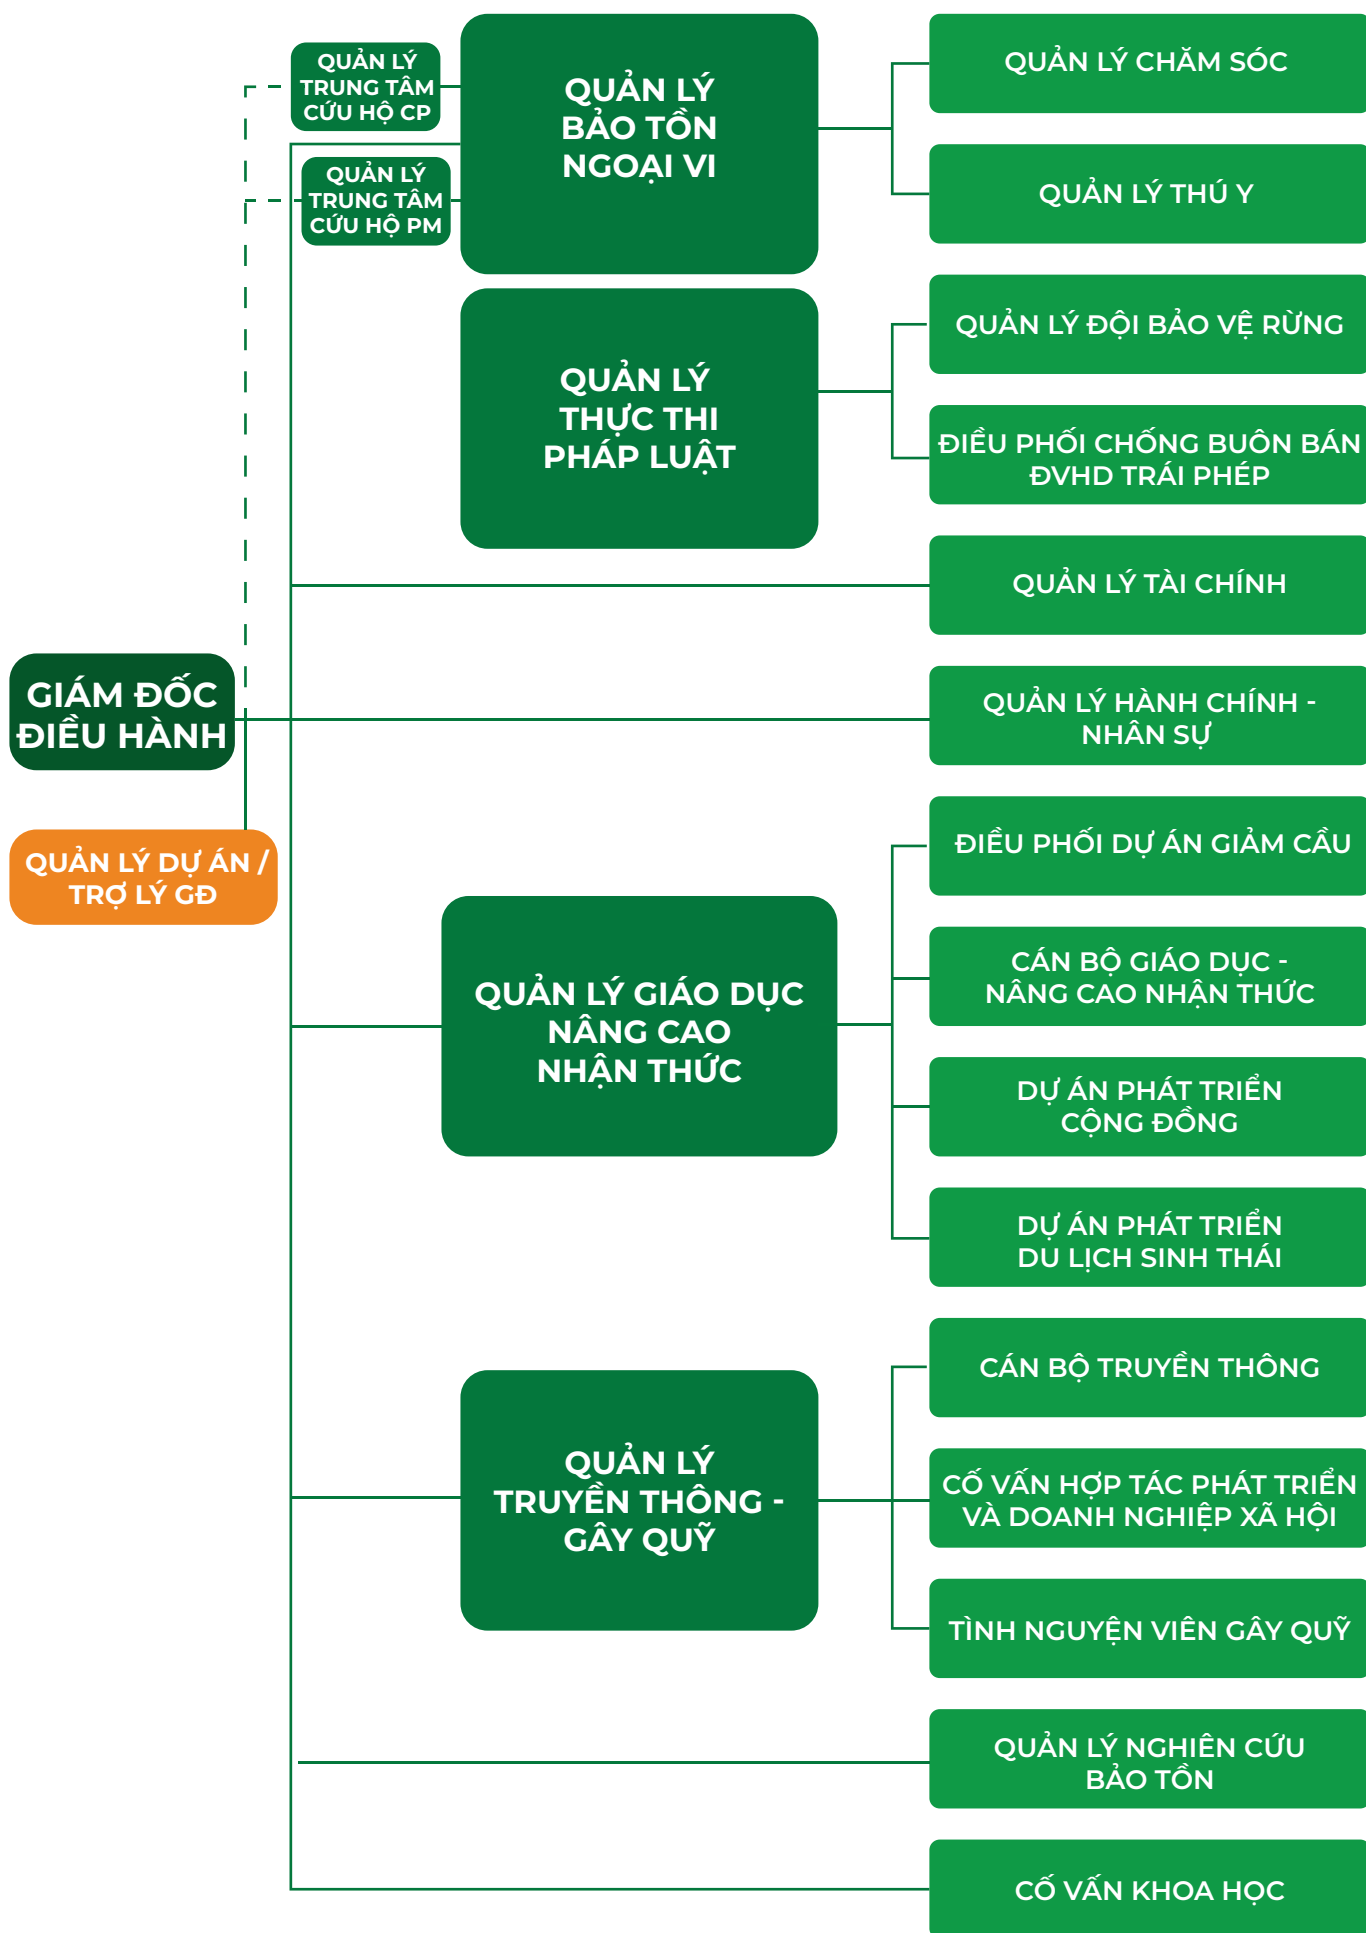 QUẢN LÝ
TRUNG TÂM
CỨU HỘ CP
QUẢN LÝ
TRUNG TÂM
CỨU HỘ PM
QUẢN LÝ
BẢO TỒN
NGOẠI VI
QUẢN LÝ CHĂM SÓC
QUẢN LÝ THÚ Y
QUẢN LÝ
THỰC THI
PHÁP LUẬT
QUẢN LÝ ĐỘI BẢO VỆ RỪNG
ĐIỀU PHỐI CHỐNG BUÔN BÁN
ĐVHD TRÁI PHÉP
QUẢN LÝ TÀI CHÍNH
GIÁM ĐỐC
ĐIỀU HÀNH
QUẢN LÝ HÀNH CHÍNH -
NHÂN SỰ
QUẢN LÝ DỰ ÁN /
TRỢ LÝ GĐ
QUẢN LÝ GIÁO DỤC
NÂNG CAO
NHẬN THỨC
ĐIỀU PHỐI DỰ ÁN GIẢM CẦU
CÁN BỘ GIÁO DỤC -
NÂNG CAO NHẬN THỨC
DỰ ÁN PHÁT TRIỂN
CỘNG ĐỒNG
DỰ ÁN PHÁT TRIỂN
DU LỊCH SINH THÁI
QUẢN LÝ
TRUYỀN THÔNG -
GÂY QUỸ
CÁN BỘ TRUYỀN THÔNG
CỐ VẤN HỢP TÁC PHÁT TRIỂN
VÀ DOANH NGHIỆP XÃ HỘI
TÌNH NGUYỆN VIÊN GÂY QUỸ
QUẢN LÝ NGHIÊN CỨU
BẢO TỒN
CỐ VẤN KHOA HỌC